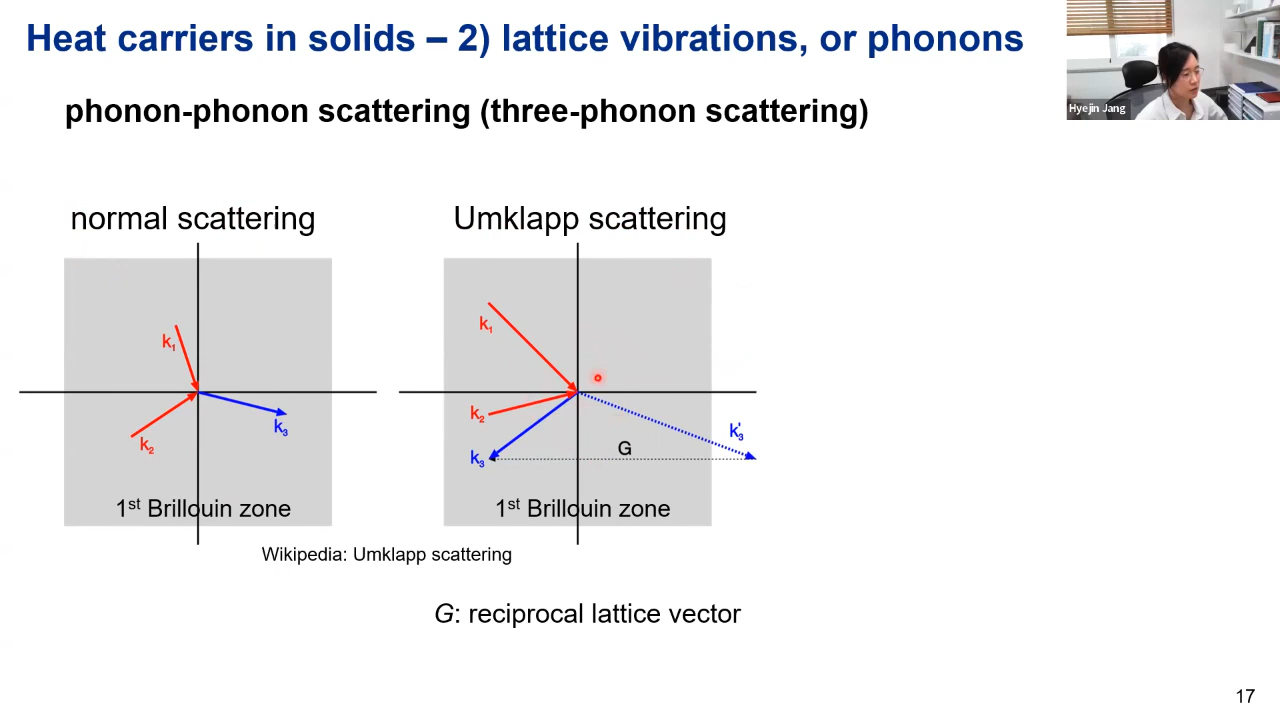 Heat carriers in solids – 2) lattice vibrations, or phonons
Hyejin Jang
phonon-phonon scattering (three-phonon scattering)
normal scattering
Umklapp scattering
k1
k2
k3
1st Brillouin zone
k1
k2
k3
k'3
G
1st Brillouin zone
Wikipedia: Umklapp scattering
G: reciprocal lattice vector
17